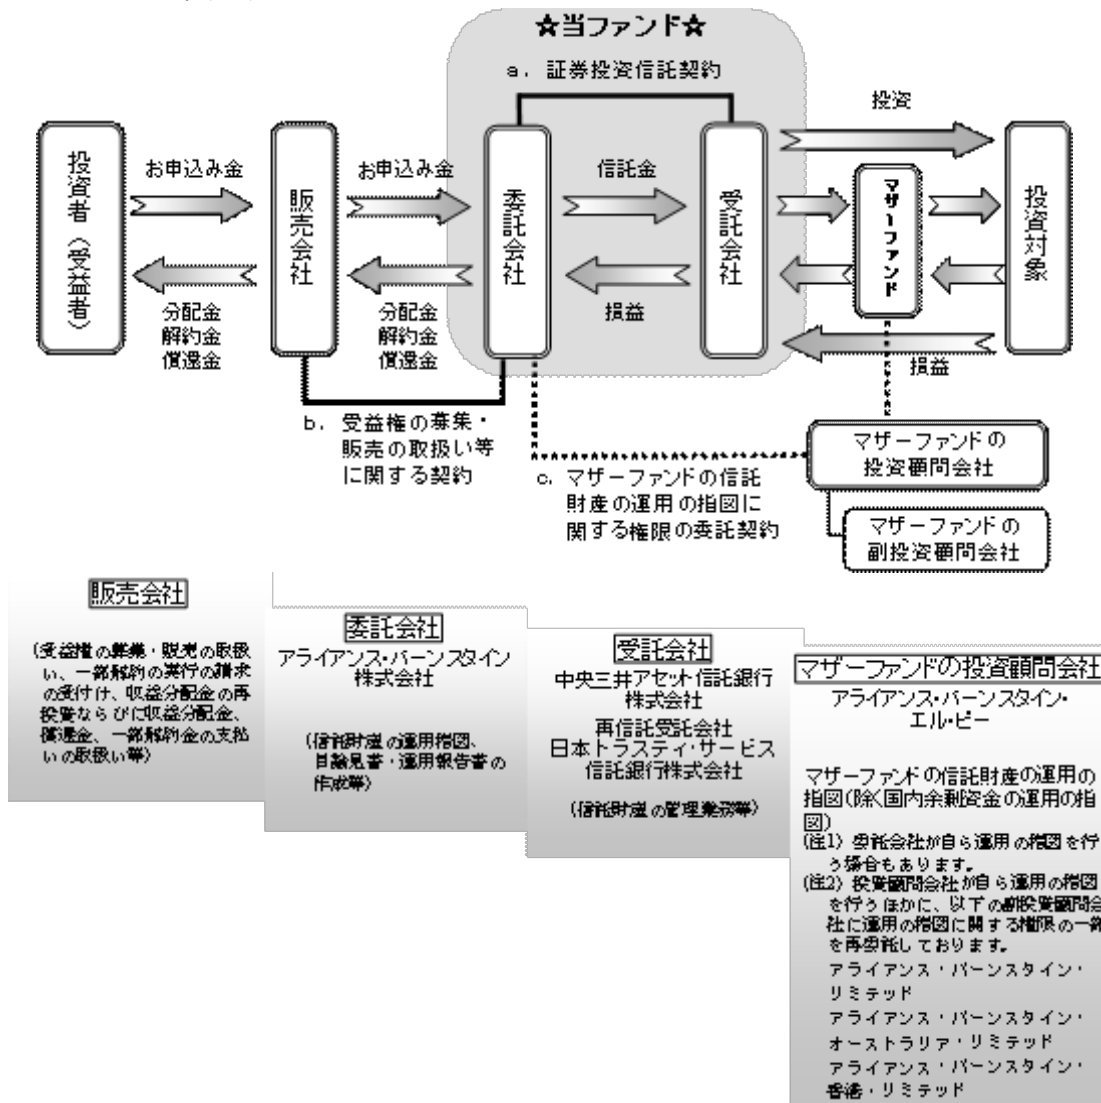 ☆当ファンド☆
a. 証券投資信託契約
投資
投資者（受益者）
お申込み金
販売会社
お申込み金
委託会社
信託金
受託会社
マザーファンド
投資対象
分配金
解約金
償還金
分配金
解約金
償還金
損益
損益
b. 受益権の募集・
販売の取扱い等
に関する契約
c. マザーファンドの信託
財産の運用の指図に
関する権限の委託契約
マザーファンドの
投資顧問会社
マザーファンドの
副投資顧問会社
販売会社
(受益権の募集・販売の取扱
い、一部解約の実行の請求
の受付け、収益分配金の再
投資ならびに収益分配金、
償還金、一部解約金の支払
いの取扱い等)
委託会社
アライアンス・バーンスタイン
株式会社
(信託財産の運用指図、
目論見書・運用報告書の
作成等)
受託会社
中央三井アセット信託銀行
株式会社
再信託受託会社
日本トラスティ・サービス
信託銀行株式会社
(信託財産の管理業務等)
マザーファンドの投資顧問会社
アライアンス・バーンスタイン・
エル・ピー
マザーファンドの信託財産の運用の
指図(除く国内余剰資金の運用の指
図)
(注1) 委託会社が自ら運用の指図を行
う場合もあります。
(注2) 投資顧問会社が自ら運用の指図
を行うほかに、以下の副投資顧問会
社に運用の指図に関する権限の一部
を再委託しております。
アライアンス・バーンスタイン・
リミテッド
アライアンス・バーンスタイン・
オーストラリア・リミテッド
アライアンス・バーンスタイン・
香港・リミテッド